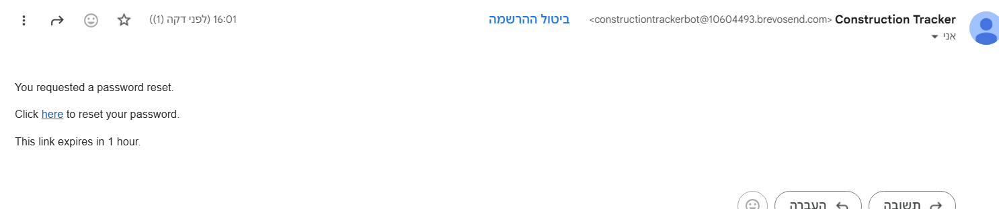 Construction Tracker <constructiontrackerbot@10604493.brevosend.com> ביטול ההרשמה 16:01 (לפני דקה (1))
אני
You requested a password reset.
Click here to reset your password.
This link expires in 1 hour.
תשובה העברה